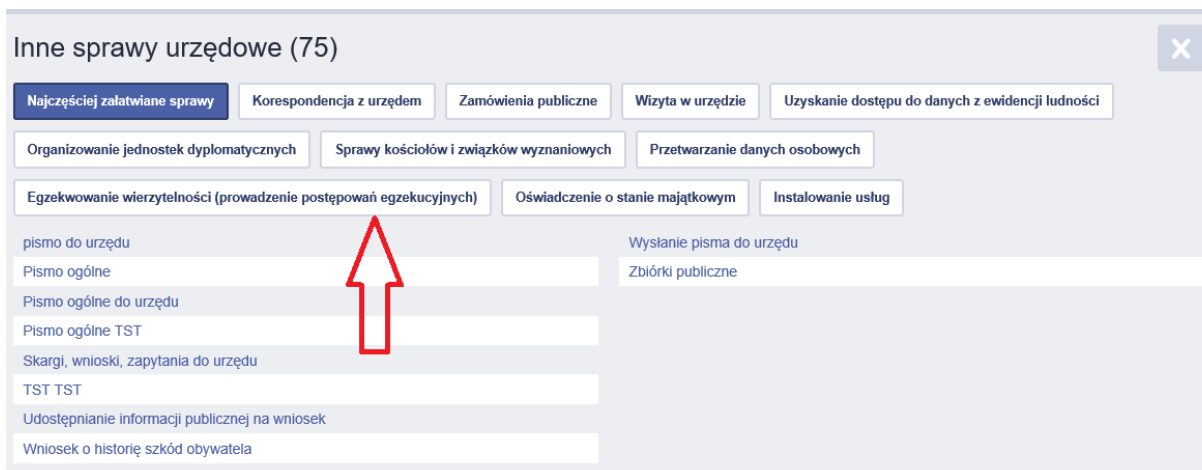 Inne sprawy urzędowe (75)
Najczęściej załatwiane sprawy
Korespondencja z urzędem
Zamówienia publiczne
Wizyta w urzędzie
Uzyskanie dostępu do danych z ewidencji ludności
Organizowanie jednostek dyplomatycznych
Sprawy kościołów i związków wyznaniowych
Przetwarzanie danych osobowych
Egzekwowanie wierzytelności (prowadzenie postępowań egzekucyjnych)
Oświadczenie o stanie majątkowym
Instalowanie usług
pismo do urzędu
Pismo ogólne
Pismo ogólne do urzędu
Pismo ogólne TST
Skargi, wnioski, zapytania do urzędu
TST TST
Udostępnianie informacji publicznej na wniosek
Wniosek o historię szkód obywatela
Wysłanie pisma do urzędu
Zbiórki publiczne